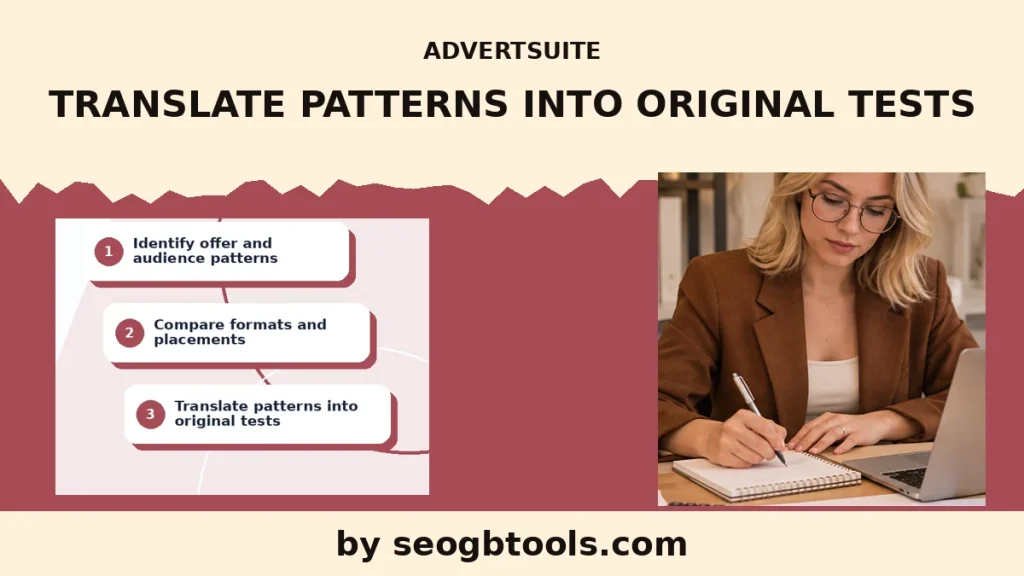 ADVERTSUITE
TRANSLATE PATTERNS INTO ORIGINAL TESTS
1
Identify offer and
audience patterns
2
Compare formats and
placements
3
Translate patterns into
original tests
by seogbtools.com